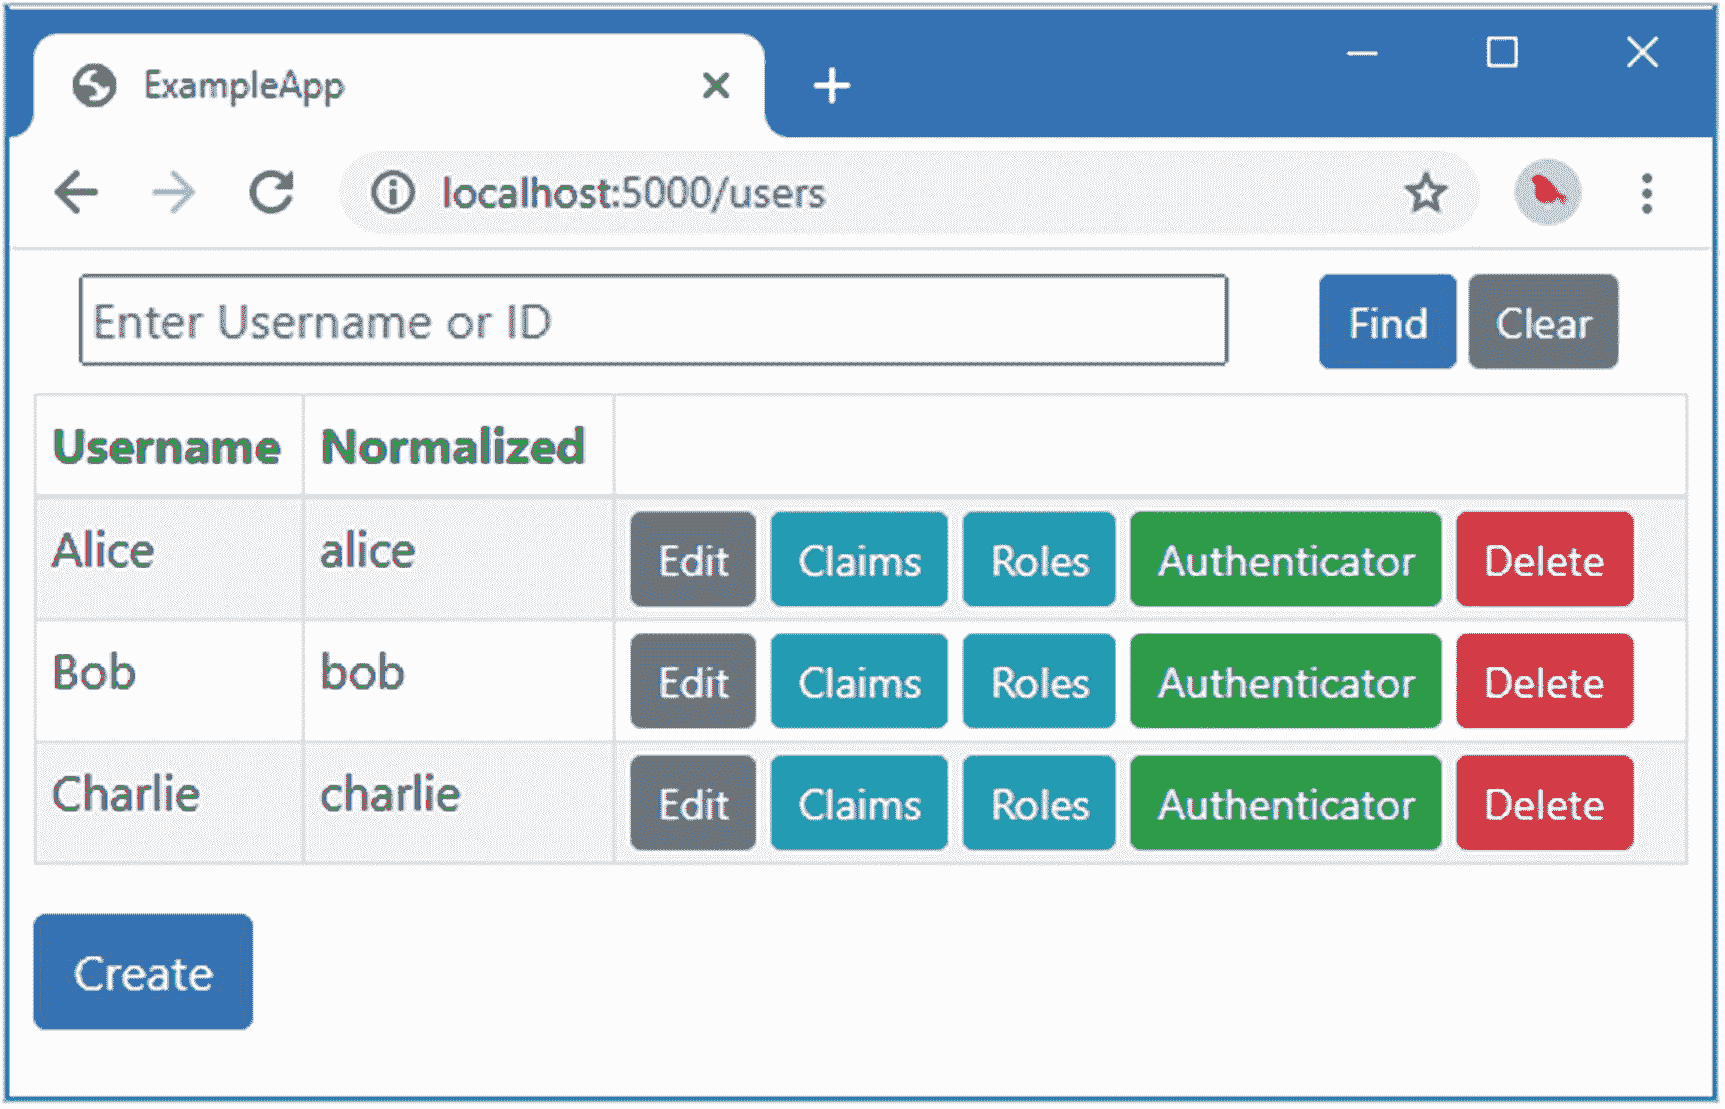 ExampleApp
localhost:5000/users
Enter Username or ID Find Clear
Username Normalized
Alice alice Edit Claims Roles Authenticator Delete
Bob bob Edit Claims Roles Authenticator Delete
Charlie charlie Edit Claims Roles Authenticator Delete
Create